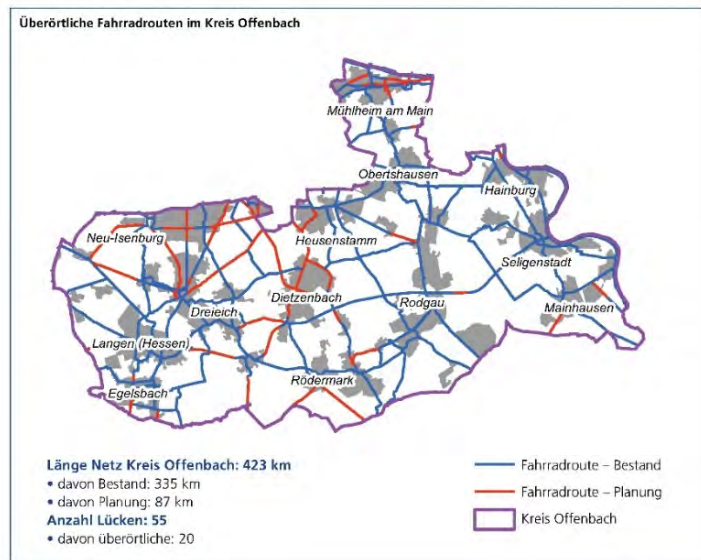 Überörtliche Fahrradrouten im Kreis Offenbach
Mühlheim am Main
Obertshausen
Hainburg
Neu-Isenburg
Heusenstamm
Seligenstadt
Dreieich
Dietzenbach
Rodgau
Mainhausen
Langen (Hessen)
Egelsbach
Rödermark
Länge Netz Kreis Offenbach: 423 km
• davon Bestand: 335 km
• davon Planung: 87 km
Anzahl Lücken: 55
• davon überörtliche: 20
Fahrradroute – Bestand
Fahrradroute – Planung
Kreis Offenbach